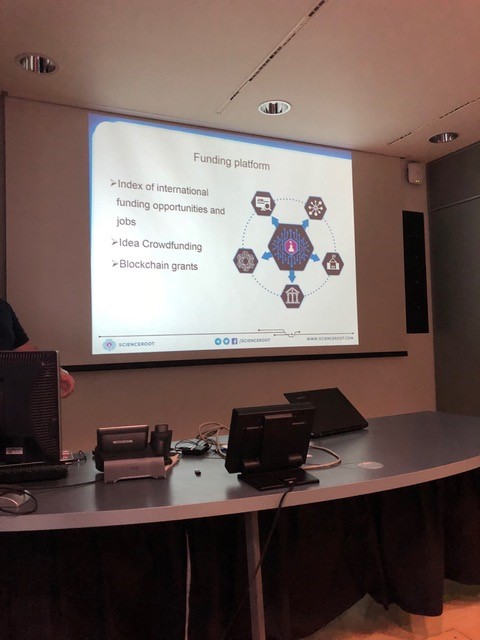 Funding platform
➢Index of international
funding opportunities and
jobs
➢Idea Crowdfunding
➢Blockchain grants
SCIENCEROOT
/SCIENCEROOT
WWW.SCIENCEROOT.COM